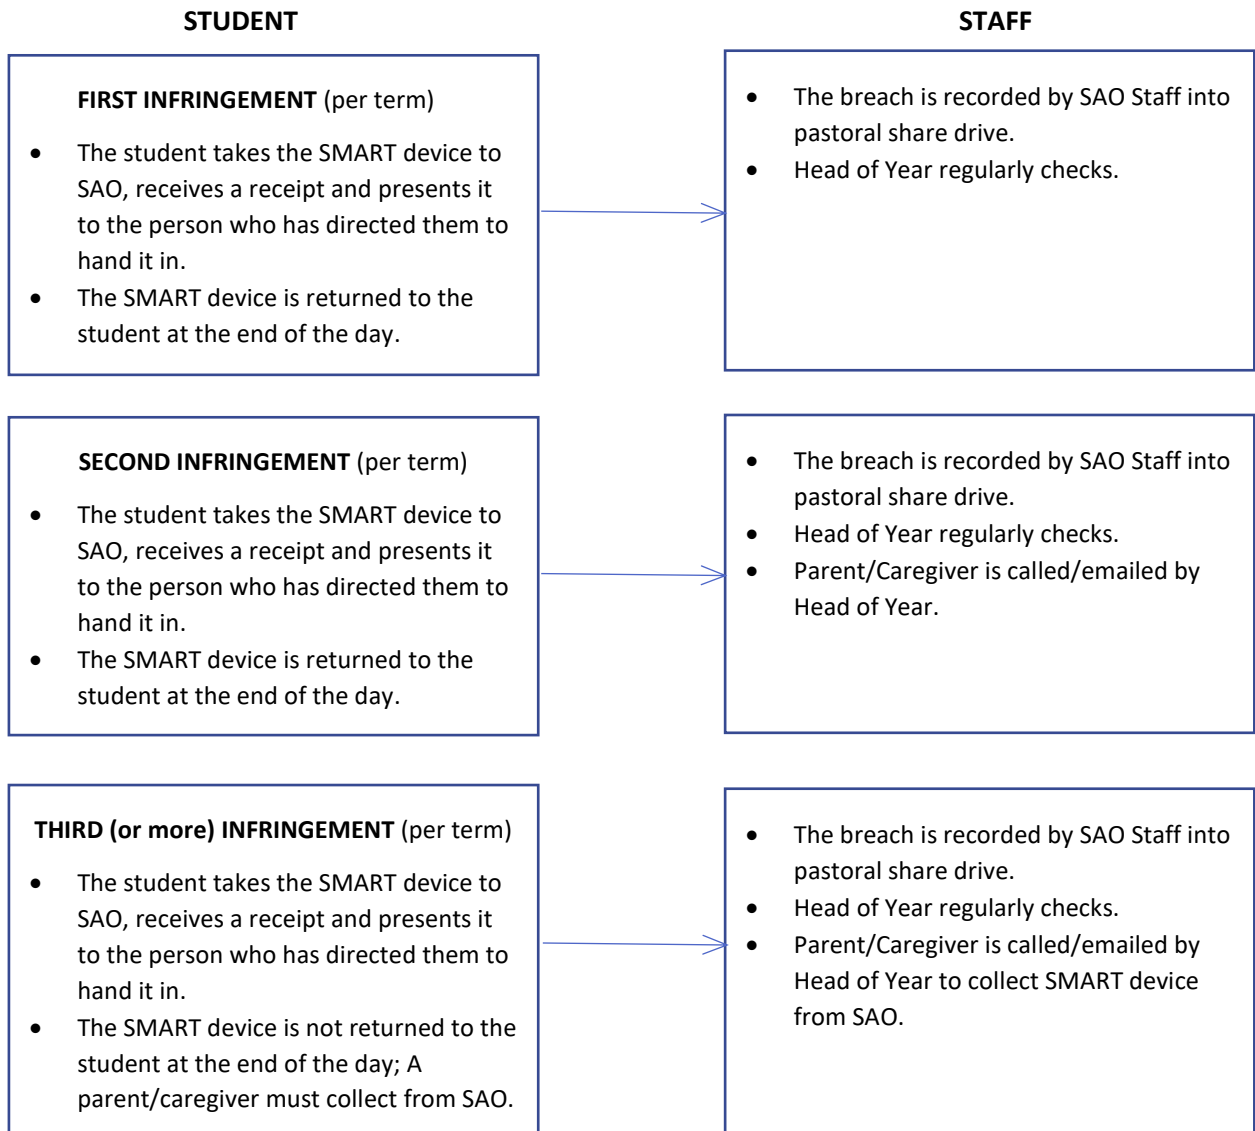 STUDENT
STAFF
FIRST INFRINGEMENT (per term)
• The student takes the SMART device to
SAO, receives a receipt and presents it
to the person who has directed them to
hand it in.
• The SMART device is returned to the
student at the end of the day.
• The breach is recorded by SAO Staff into
pastoral share drive.
• Head of Year regularly checks.
SECOND INFRINGEMENT (per term)
• The student takes the SMART device to
SAO, receives a receipt and presents it
to the person who has directed them to
hand it in.
• The SMART device is returned to the
student at the end of the day.
• The breach is recorded by SAO Staff into
pastoral share drive.
• Head of Year regularly checks.
• Parent/Caregiver is called/emailed by
Head of Year.
THIRD (or more) INFRINGEMENT (per term)
• The student takes the SMART device to
SAO, receives a receipt and presents it
to the person who has directed them to
hand it in.
• The SMART device is not returned to the
student at the end of the day; A
parent/caregiver must collect from SAO.
• The breach is recorded by SAO Staff into
pastoral share drive.
• Head of Year regularly checks.
• Parent/Caregiver is called/emailed by
Head of Year to collect SMART device
from SAO.